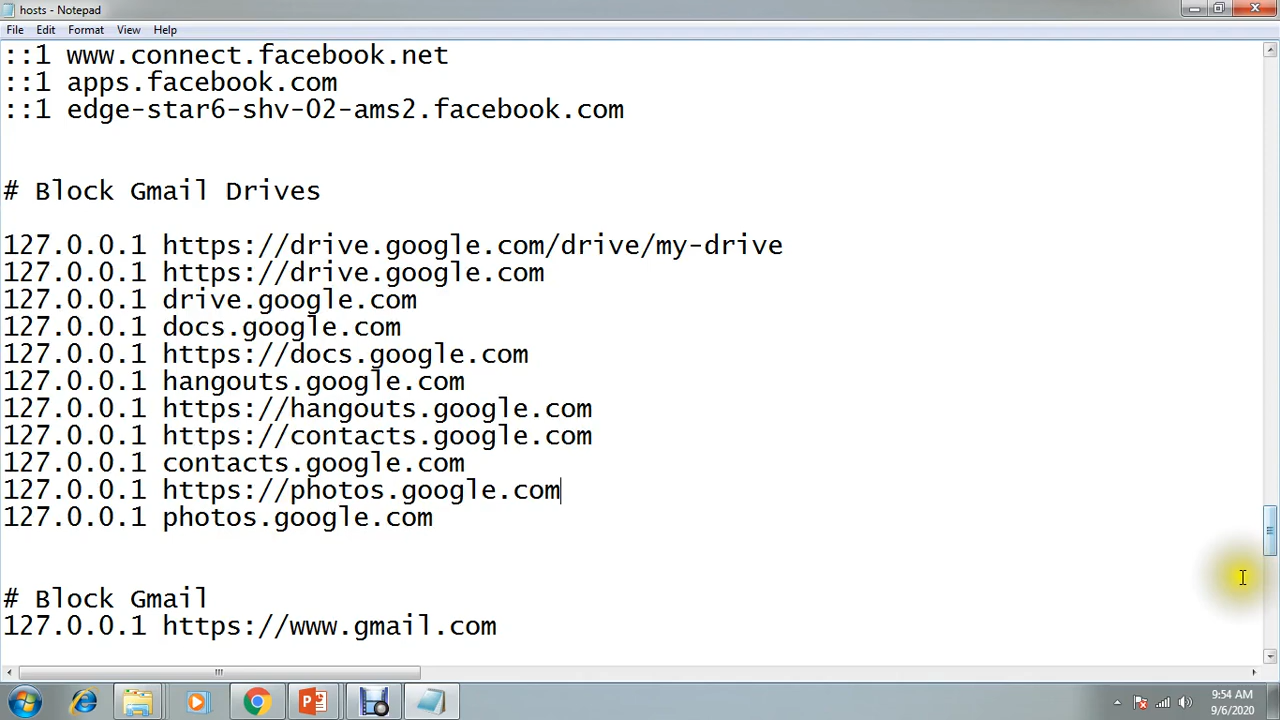 hosts - Notepad
File Edit Format View Help
::1 www.connect.facebook.net
::1 apps.facebook.com
::1 edge-star6-shv-02-ams2.facebook.com
# Block Gmail Drives
127.0.0.1 https://drive.google.com/drive/my-drive
127.0.0.1 https://drive.google.com
127.0.0.1 drive.google.com
127.0.0.1 docs.google.com
127.0.0.1 https://docs.google.com
127.0.0.1 hangouts.google.com
127.0.0.1 https://hangouts.google.com
127.0.0.1 https://contacts.google.com
127.0.0.1 contacts.google.com
127.0.0.1 https://photos.google.com
127.0.0.1 photos.google.com
# Block Gmail
127.0.0.1 https://www.gmail.com
9:54 AM
9/6/2020